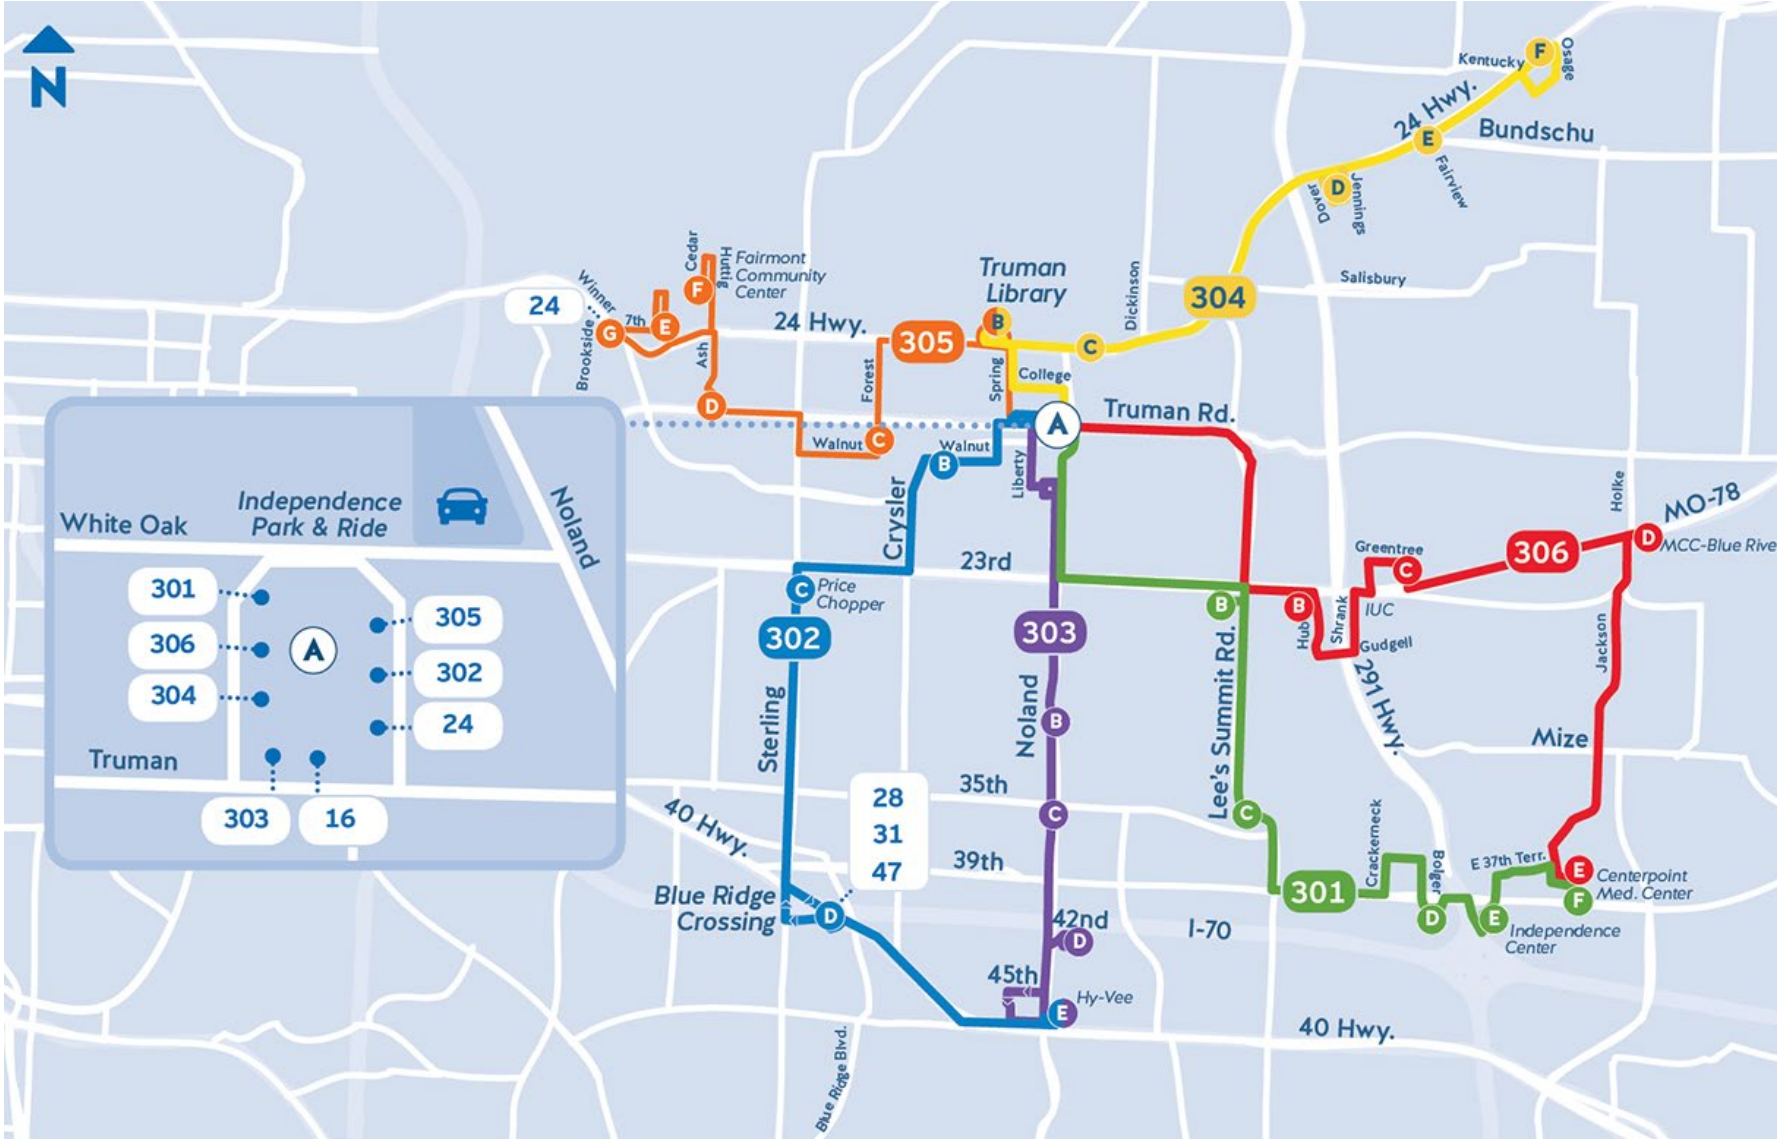 N
F
Osage
Kentucky
24 Hwy.
Bundschu
E
Fairview
D
Dover
Jennings
Salisbury
304
Dickinson
Truman
Library
B
C
Cedar
Huttig
Fairmont
Community
Center
F
Winner
24
7th
E
G
Brookside
Ash
24 Hwy.
305
Forest
Spring
College
D
Walnut
C
A
Truman Rd.
Walnut
B
Liberty
Crysler
23rd
C
Price
Chopper
302
Sterling
303
Noland
B
35th
C
28
31
47
39th
40 Hwy.
Blue Ridge
Crossing
D
42nd
D
45th
Hy-Vee
E
I-70
40 Hwy.
Blue Ridge Blvd.
Holke
MO-78
D
MCC-Blue Rive
306
Greentree
C
IUC
B
B
Hub
Shrank
Gudgell
Jackson
291 Hwy.
Mize
Lee's Summit Rd.
C
Crackerneck
Bolger
E 37th Terr.
301
D
E
Independence
Center
E
F
Centerpoint
Med. Center
White Oak
Independence
Park & Ride
Noland
301
305
306
A
302
304
24
Truman
303
16